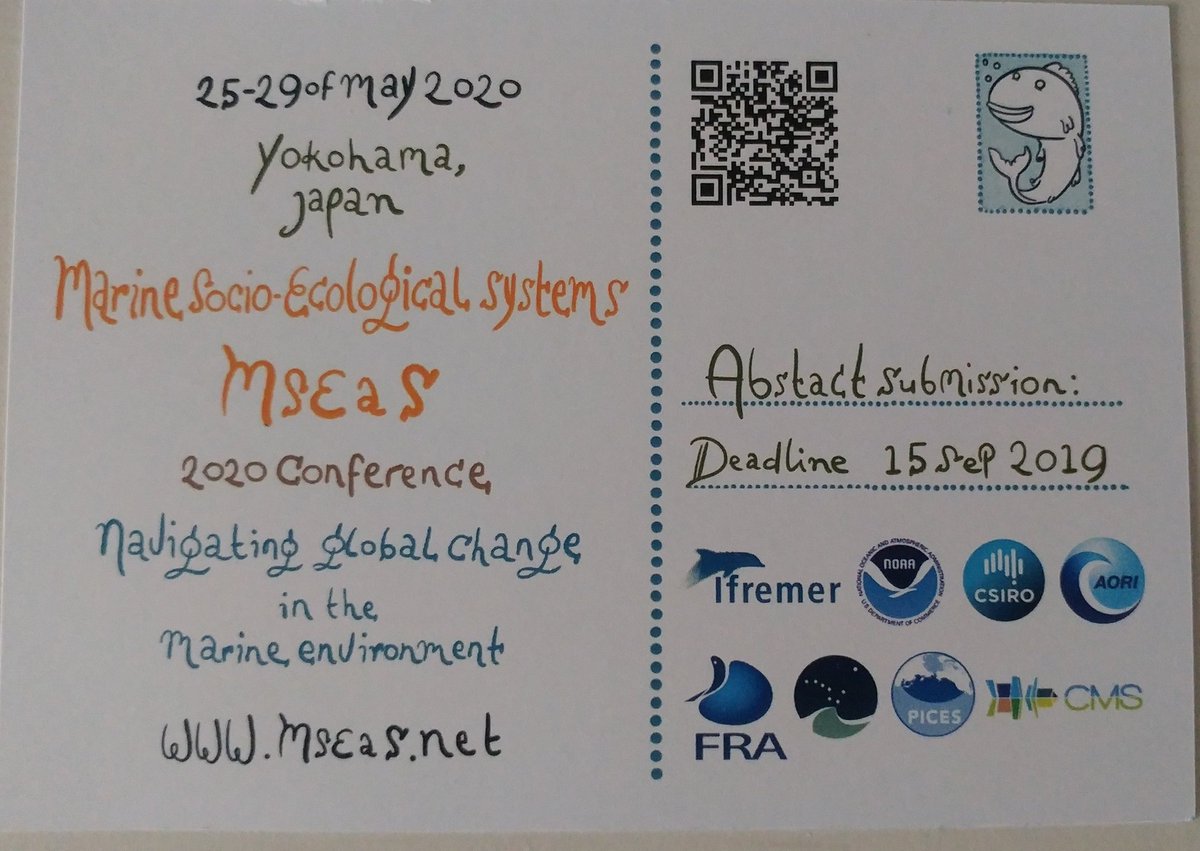 25-29 of May 2020
Yokohama,
Japan
Marine Socio-Ecological Systems
MSEaS
2020 Conference
Navigating global change
in the
Marine environment
www.MSEaS.net
Abstact submission:
Deadline 15 Sep 2019
Ifremer
NATIONAL OCEANIC AND ATMOSPHERIC ADMINISTRATION
NOAA
U.S. DEPARTMENT OF COMMERCE
CSIRO
AORI
FRA
PICES
CMS